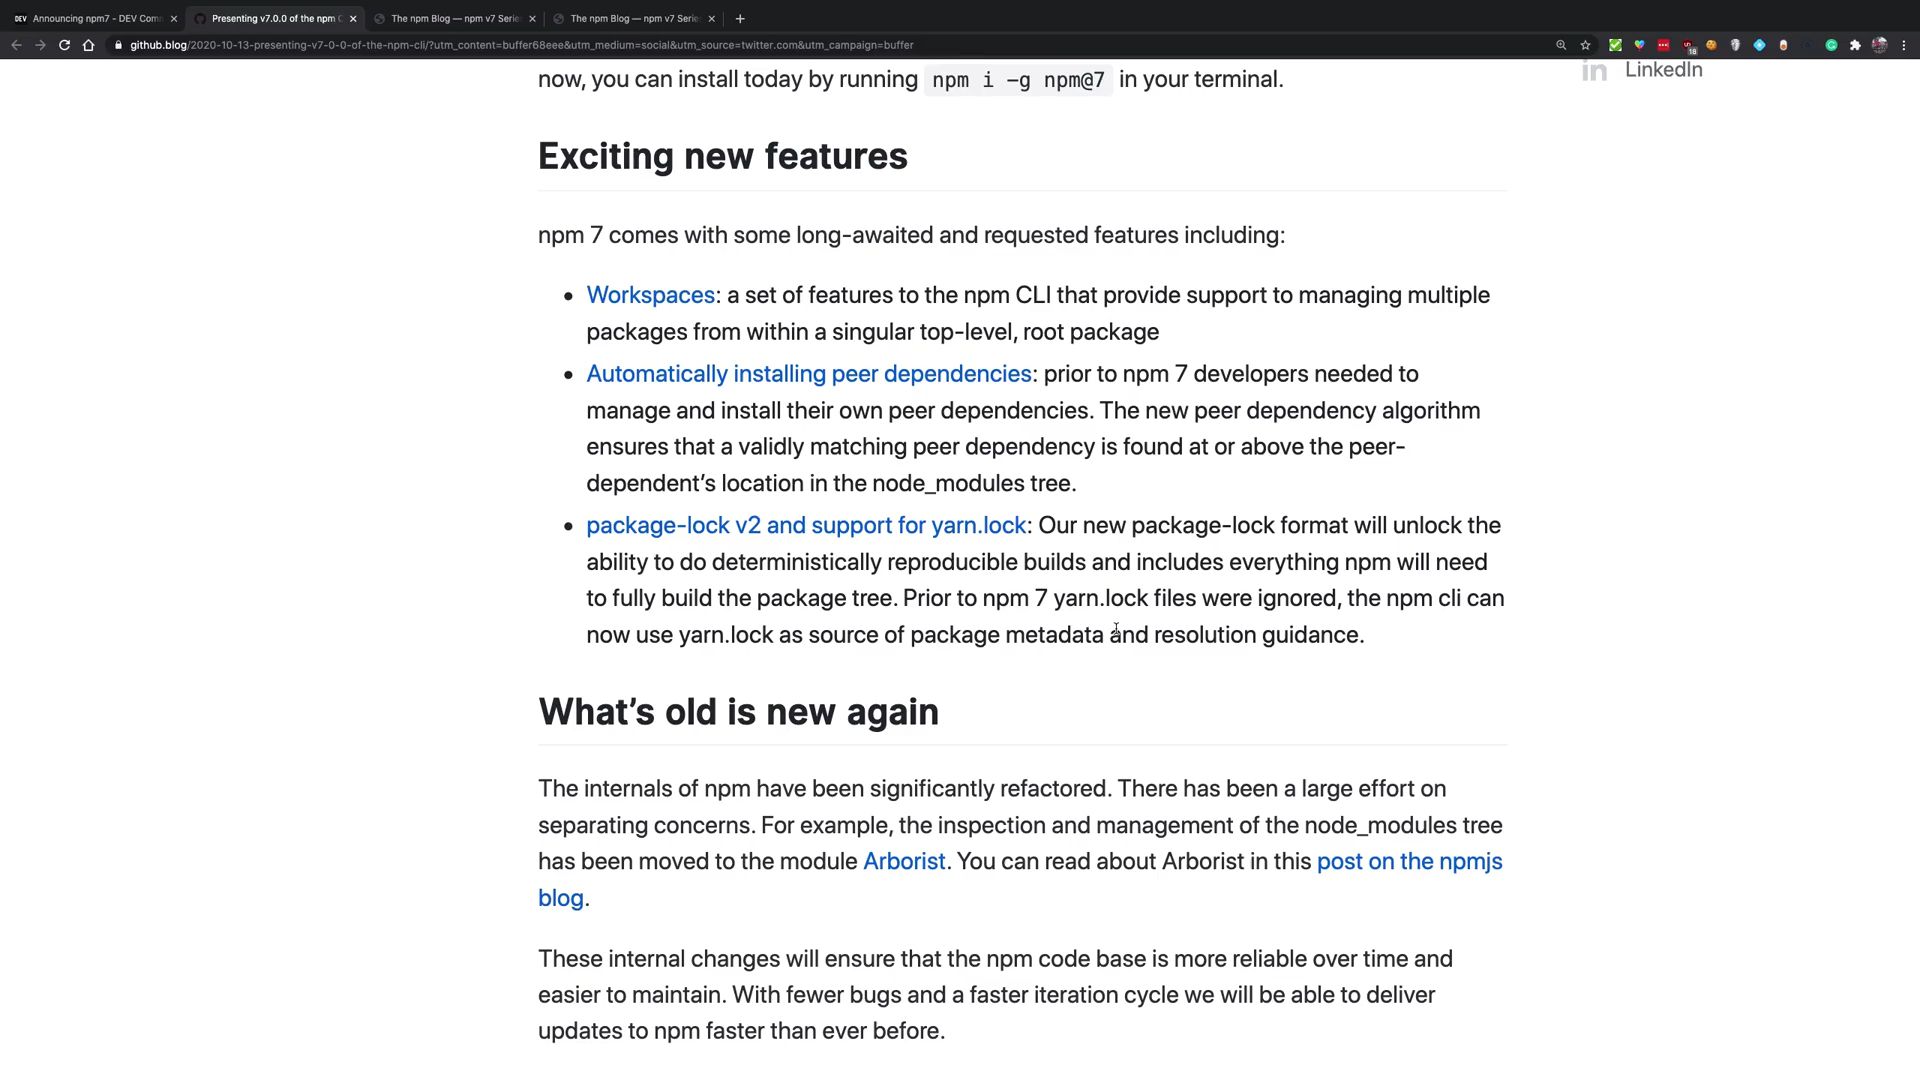 DEV Announcing npm7 - DEV Com
Presenting v7.0.0 of the npm C
The npm Blog — npm v7 Serie
The npm Blog — npm v7 Serie
github.blog/2020-10-13-presenting-v7-0-0-of-the-npm-cli/?utm_content=buffer68eee&utm_medium=social&utm_source=twitter.com&utm_campaign=buffer
18
now, you can install today by running npm i -g npm@7 in your terminal.
in LinkedIn
Exciting new features
npm 7 comes with some long-awaited and requested features including:
• Workspaces: a set of features to the npm CLI that provide support to managing multiple
packages from within a singular top-level, root package
• Automatically installing peer dependencies: prior to npm 7 developers needed to
manage and install their own peer dependencies. The new peer dependency algorithm
ensures that a validly matching peer dependency is found at or above the peer-
dependent’s location in the node_modules tree.
• package-lock v2 and support for yarn.lock: Our new package-lock format will unlock the
ability to do deterministically reproducible builds and includes everything npm will need
to fully build the package tree. Prior to npm 7 yarn.lock files were ignored, the npm cli can
now use yarn.lock as source of package metadata and resolution guidance.
What’s old is new again
The internals of npm have been significantly refactored. There has been a large effort on
separating concerns. For example, the inspection and management of the node_modules tree
has been moved to the module Arborist. You can read about Arborist in this post on the npmjs
blog.
These internal changes will ensure that the npm code base is more reliable over time and
easier to maintain. With fewer bugs and a faster iteration cycle we will be able to deliver
updates to npm faster than ever before.